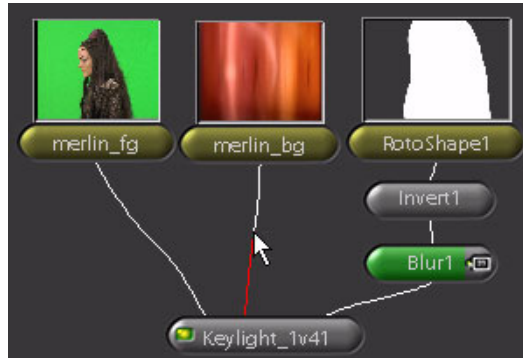 merlin_fg
merlin_bg
RotoShape1
Invert1
Blur1
Keylight_1v41